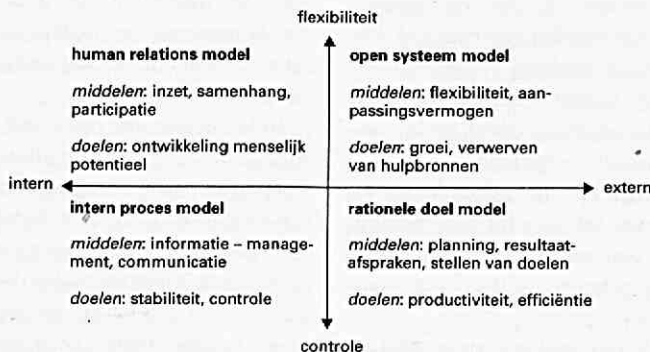 flexibiliteit
human relations model
middelen: inzet, samenhang,
participatie
doelen: ontwikkeling menselijk
potentieel
open systeem model
middelen: flexibiliteit, aan-
passingsvermogen
doelen: groei, verwerven
van hulpbronnen
intern
extern
intern proces model
middelen: informatie – manage-
ment, communicatie
doelen: stabiliteit, controle
rationele doel model
middelen: planning, resultaat-
afspraken, stellen van doelen
doelen: productiviteit, efficiëntie
controle